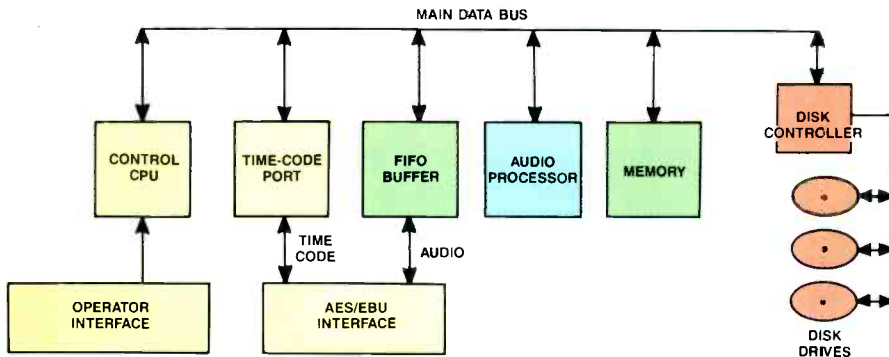 MAIN DATA BUS
CONTROL
CPU
TIME-CODE
PORT
FIFO
BUFFER
AUDIO
PROCESSOR
MEMORY
DISK
CONTROLLER
TIME
CODE
AUDIO
OPERATOR
INTERFACE
AES/EBU
INTERFACE
DISK
DRIVES